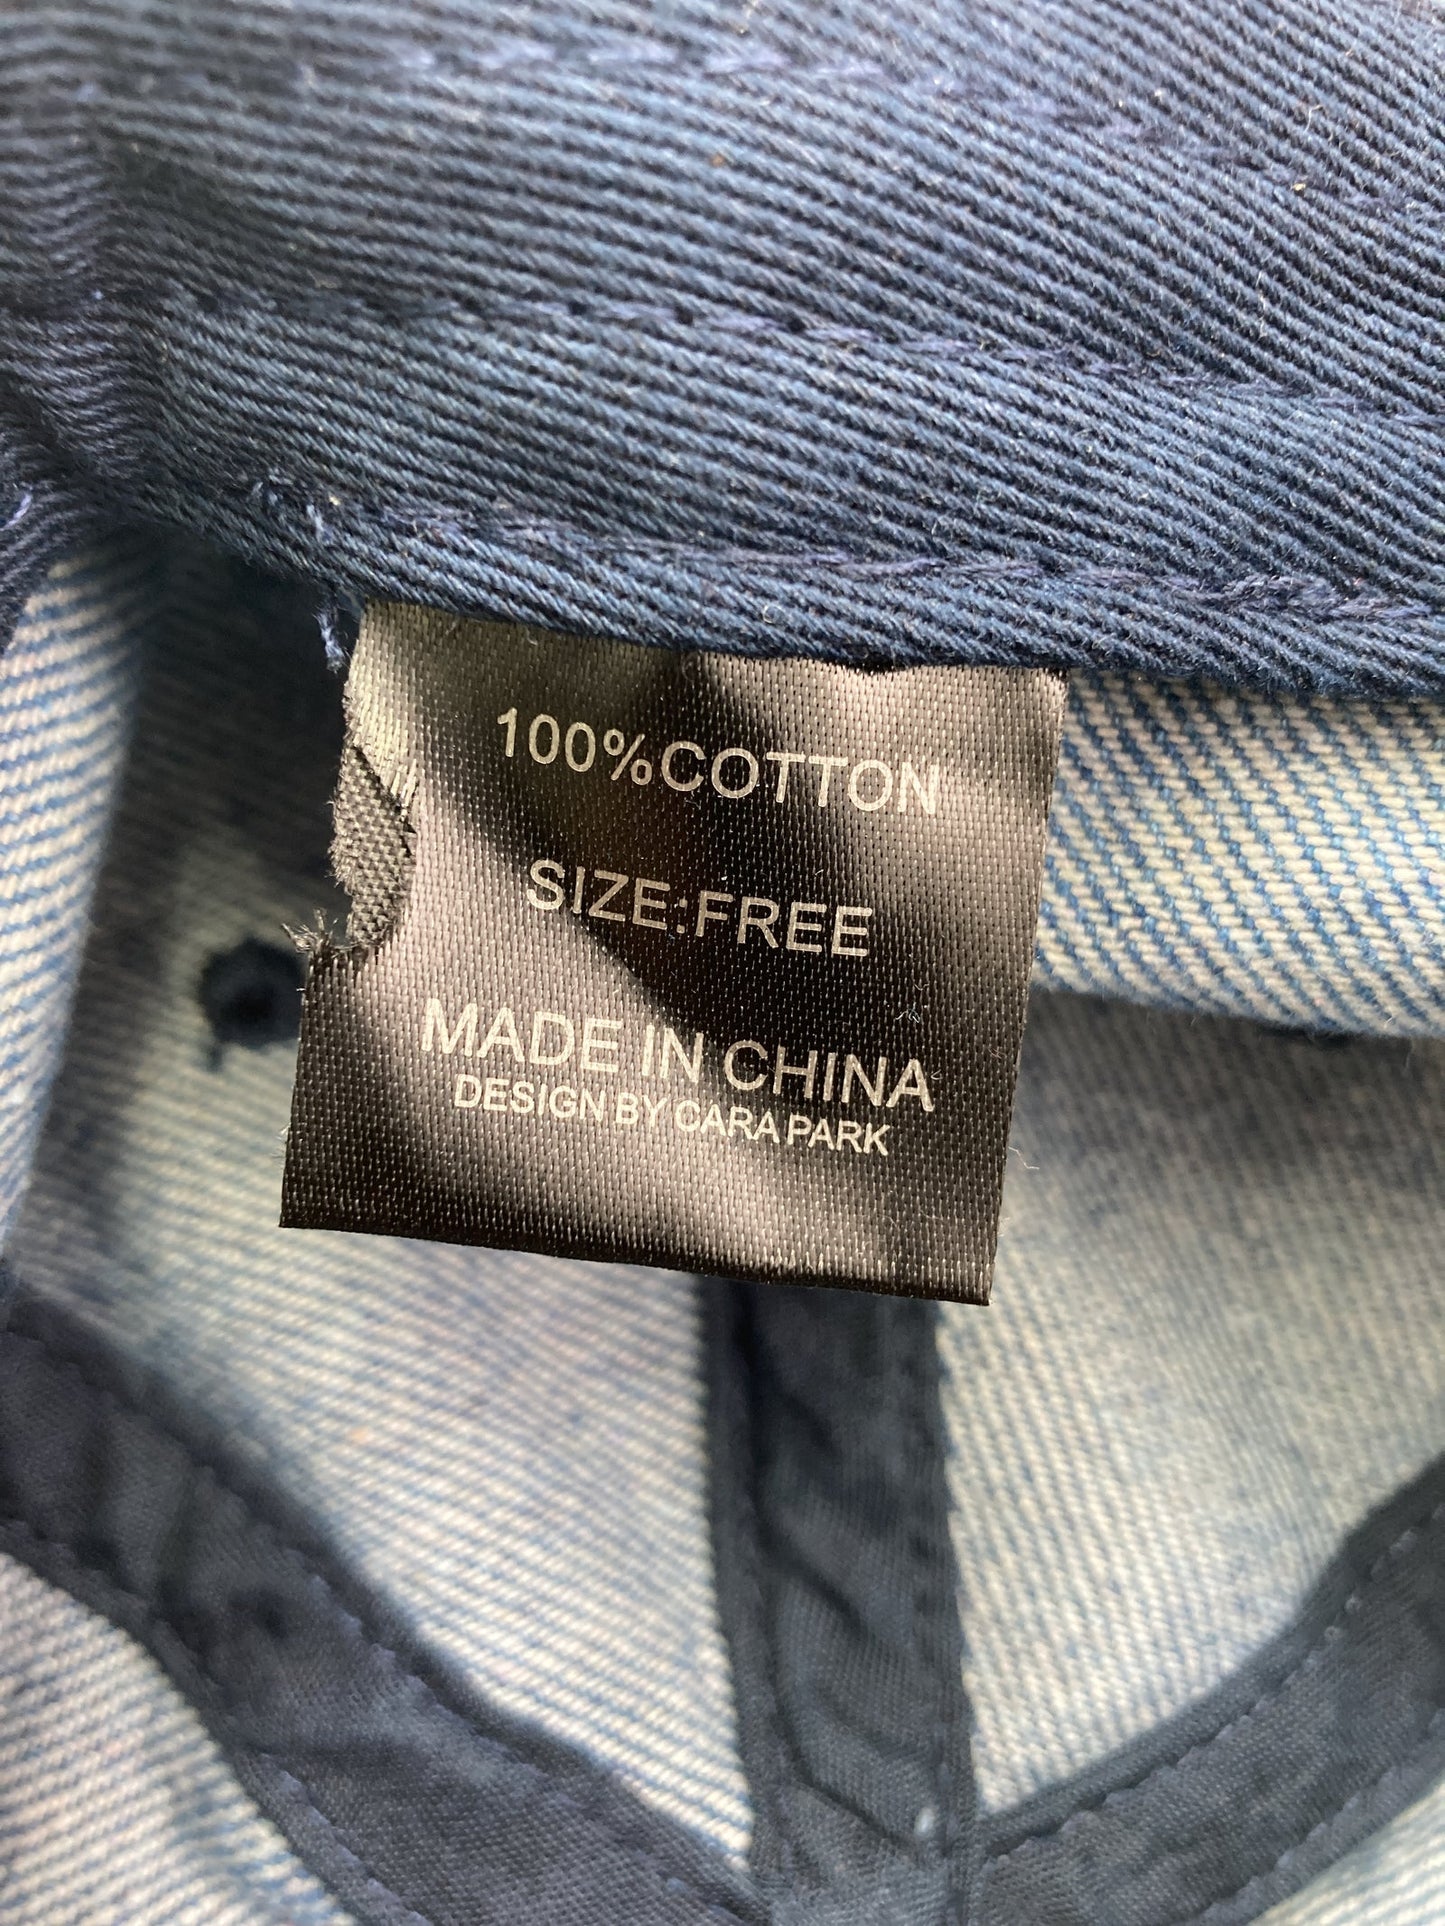 100%COTTON
SIZE:FREE
MADE IN CHINA
DESIGN BY CARA PARK